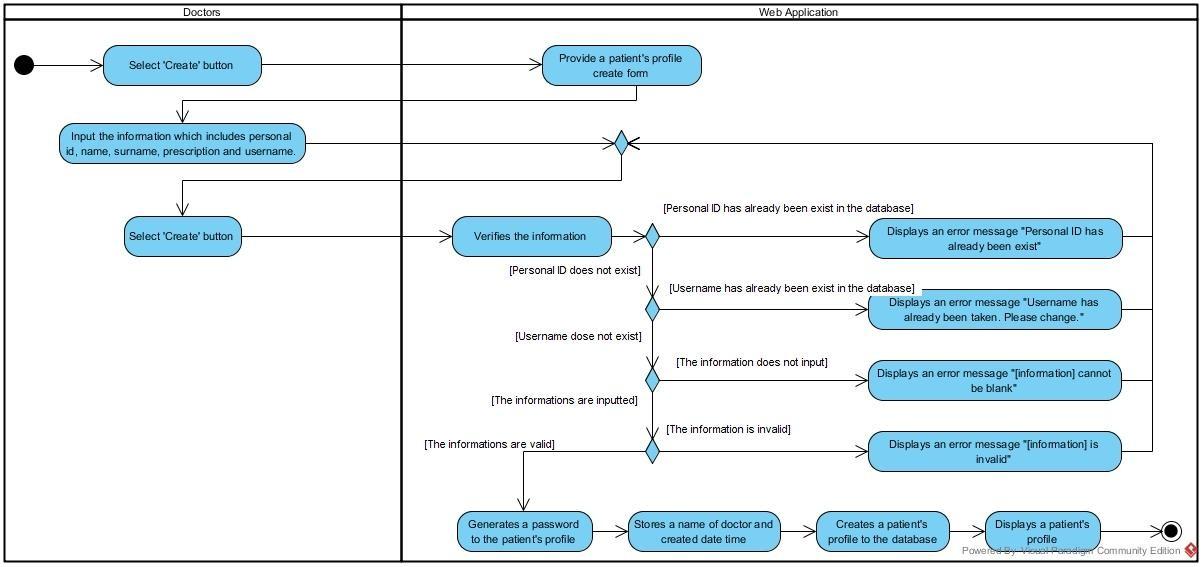 Doctors
Web Application
Select 'Create' button
Provide a patient's profile
create form
Input the information which includes personal
id, name, surname, prescription and username.
[Personal ID has already been exist in the database]
Select 'Create' button
Verifies the information
Displays an error message "Personal ID has
already been exist"
[Personal ID does not exist]
[Username has already been exist in the database]
Displays an error message "Username has
already been taken. Please change."
[Username dose not exist]
[The information does not input]
Displays an error message "[information] cannot
be blank"
[The informations are inputted]
[The information is invalid]
[The informations are valid]
Displays an error message "[information] is
invalid"
Generates a password
to the patient's profile
Stores a name of doctor and
created date time
Creates a patient's
profile to the database
Displays a patient's
profile
Powered By Visual Paradigm Community Edition